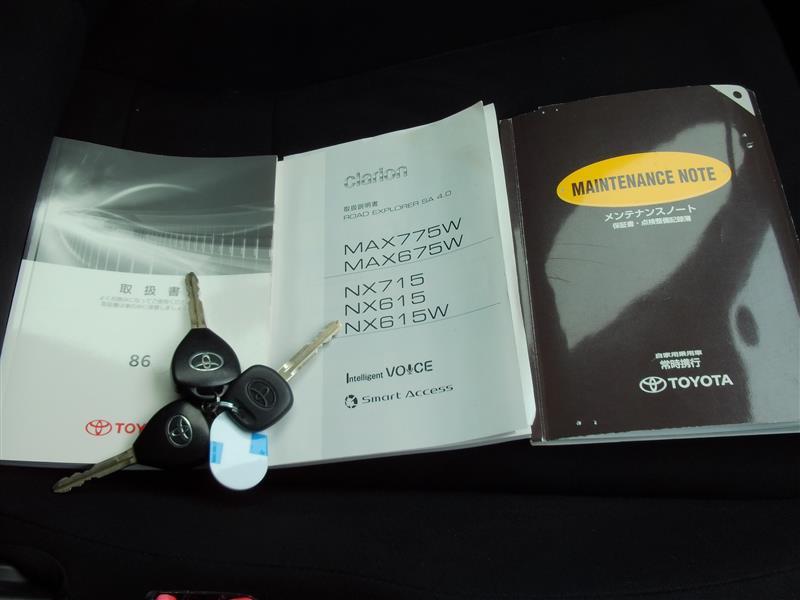 取扱書
86
TOY
clarion
取扱説明書
ROAD EXPLORER SA 4.0
MAX775W
MAX675W
NX715
NX615
NX615W
Intelligent VOICE
Smart Access
MAINTENANCE NOTE
メンテナンスノート
保証書・点検整備記録簿
自家用乗用車
常時携行
TOYOTA